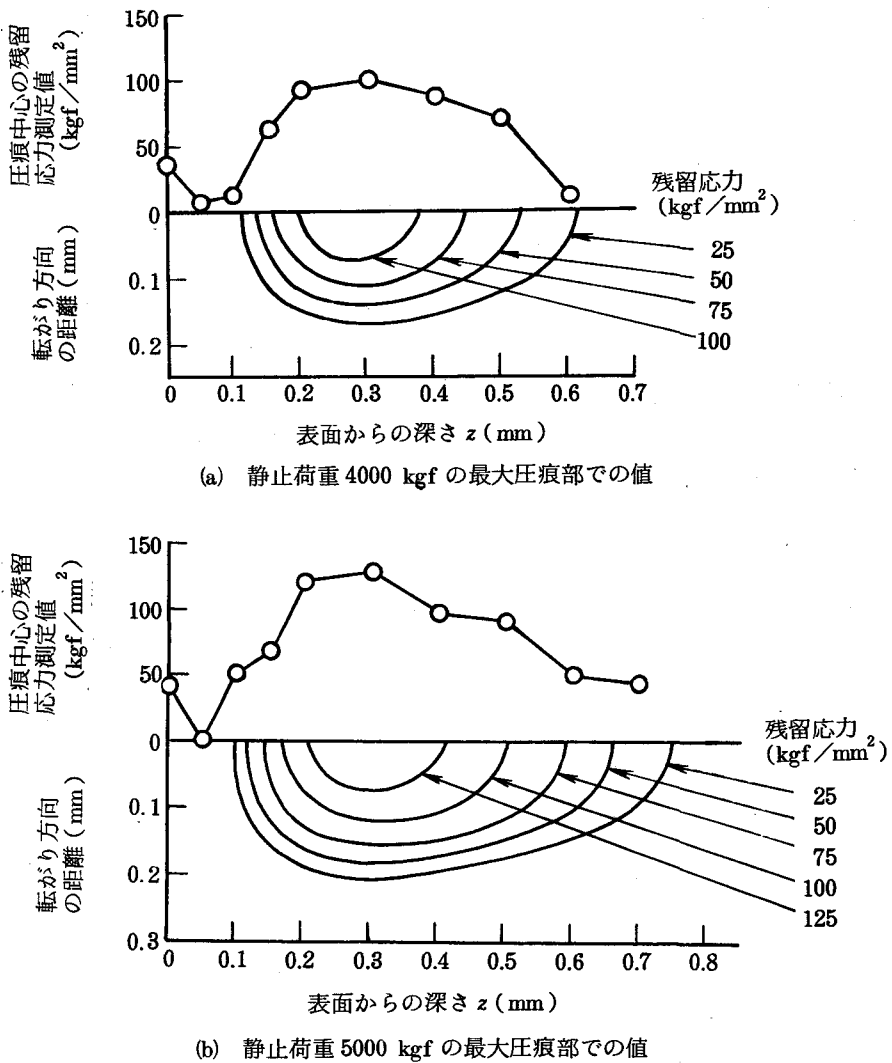 圧痕中心の残留
応力測定値
(kgf/mm²)
150
100
50
0
転がり方向
の距離(mm)
0.1
0.2
残留応力
(kgf/mm²)
25
50
75
100
0 0.1 0.2 0.3 0.4 0.5 0.6 0.7
表面からの深さ z(mm)
(a) 静止荷重 4000 kgf の最大圧痕部での値
圧痕中心の残留
応力測定値
(kgf/mm²)
150
100
50
0
転がり方向
の距離(mm)
0.1
0.2
0.3
残留応力
(kgf/mm²)
25
50
75
100
125
0 0.1 0.2 0.3 0.4 0.5 0.6 0.7 0.8
表面からの深さ z(mm)
(b) 静止荷重 5000 kgf の最大圧痕部での値